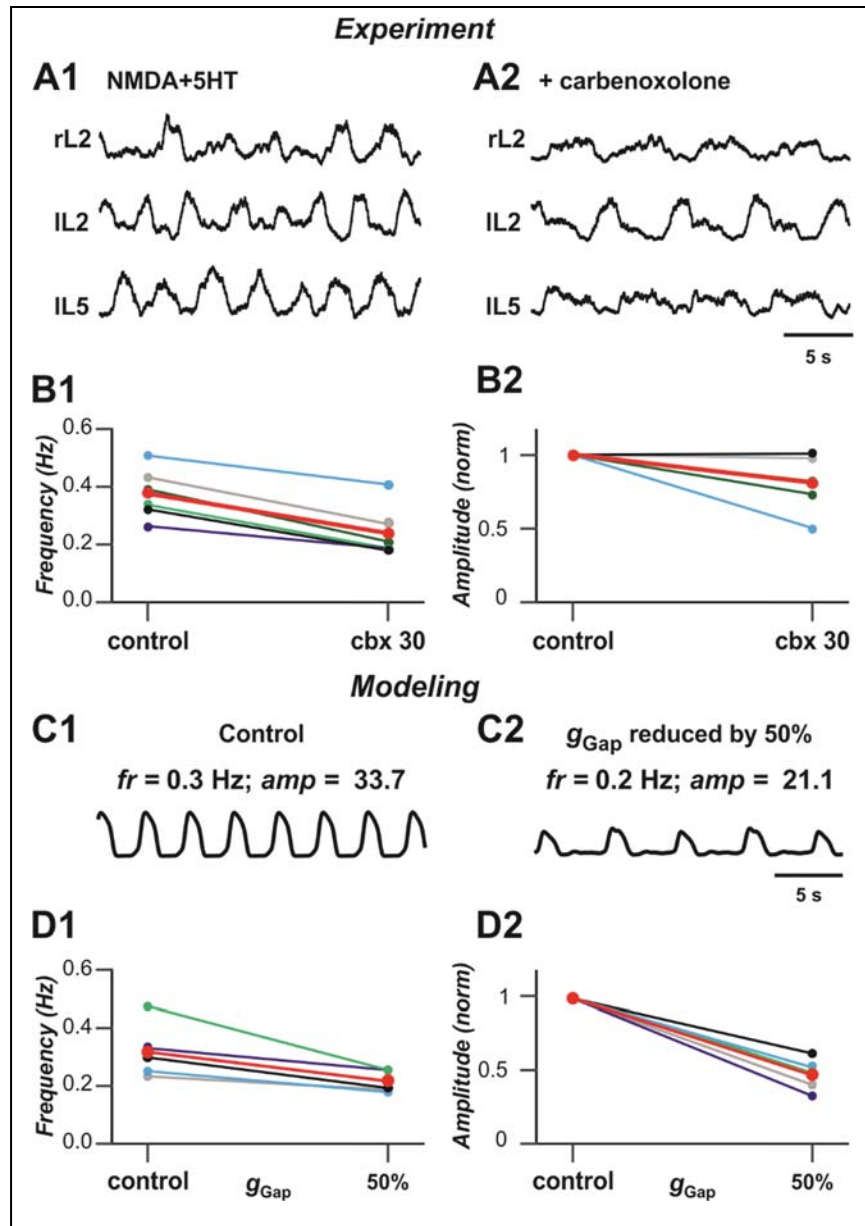 Experiment
A1 NMDA+5HT
A2 + carbenoxolone
rL2
lL2
lL5
rL2
lL2
lL5
5 s
B1
Frequency (Hz)
0.6
0.4
0.2
0.0
control
cbx 30
B2
Amplitude (norm)
1
0.5
0
control
cbx 30
Modeling
C1 Control
fr = 0.3 Hz; amp = 33.7
C2 gGap reduced by 50%
fr = 0.2 Hz; amp = 21.1
5 s
D1
Frequency (Hz)
0.6
0.4
0.2
0.0
control gGap 50%
D2
Amplitude (norm)
1
0.5
0
control gGap 50%